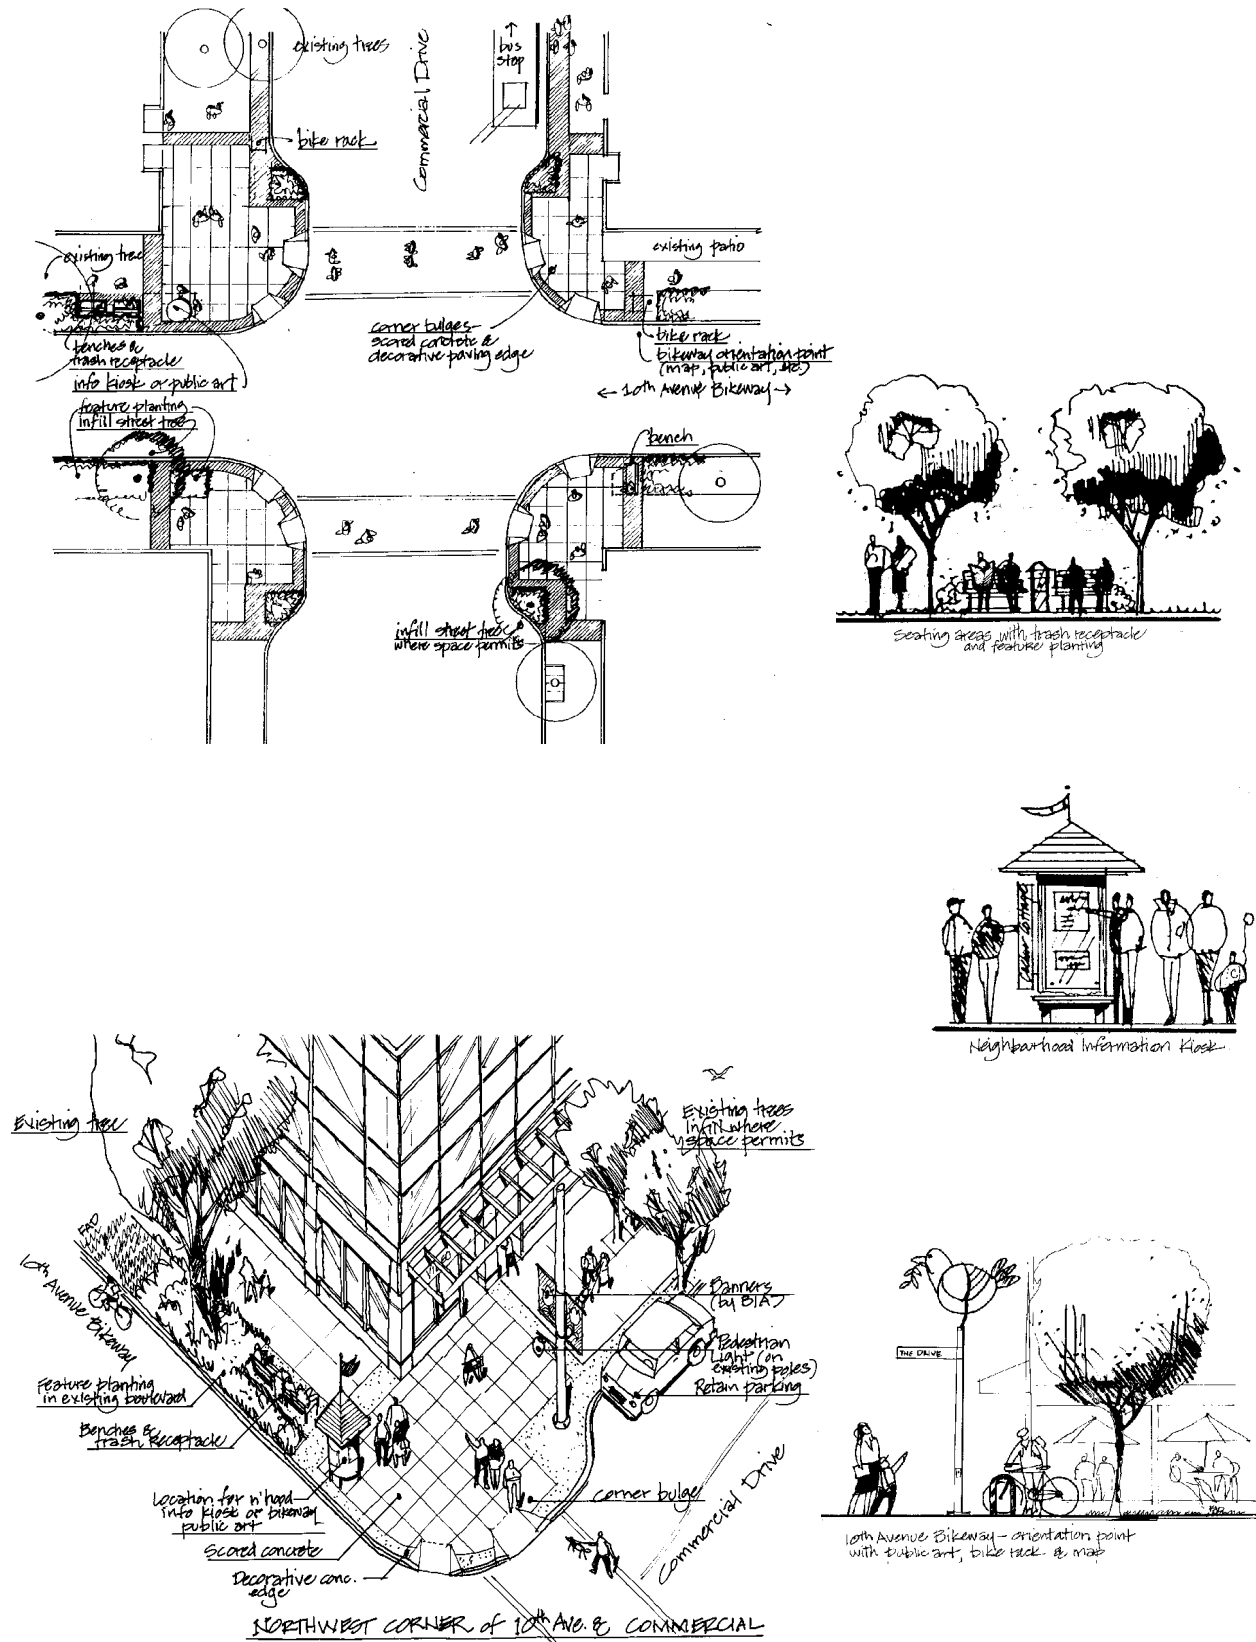 existing trees
Commercial Drive
bus
stop
bike rack
existing tree
existing patio
benches &
trash receptacle
info kiosk or public art
corner bulges-
scored concrete &
decorative paving edge
bike rack
bikeway orientation point
(map, public art, etc.)
← 10th Avenue Bikeway →
feature planting
infill street tree
bench
infill street tree
where space permits
Seating areas with trash receptacle
and feature planting
Neighbourhood Information Kiosk
Existing tree
Existing trees
Infill where
space permits
10th Avenue Bikeway
Banners
(by BIA?)
Pedestrian
Light (on
existing poles)
Retain parking
Feature planting
in existing boulevard
Benches &
trash receptacle
Location for n'hood
info kiosk or bikeway
public art
Scored concrete
Decorative conc.
edge
corner bulge
Commercial Drive
NORTHWEST CORNER of 10th AVE. & COMMERCIAL
THE DRIVE
10th Avenue Bikeway - orientation point
with public art, bike rack & map